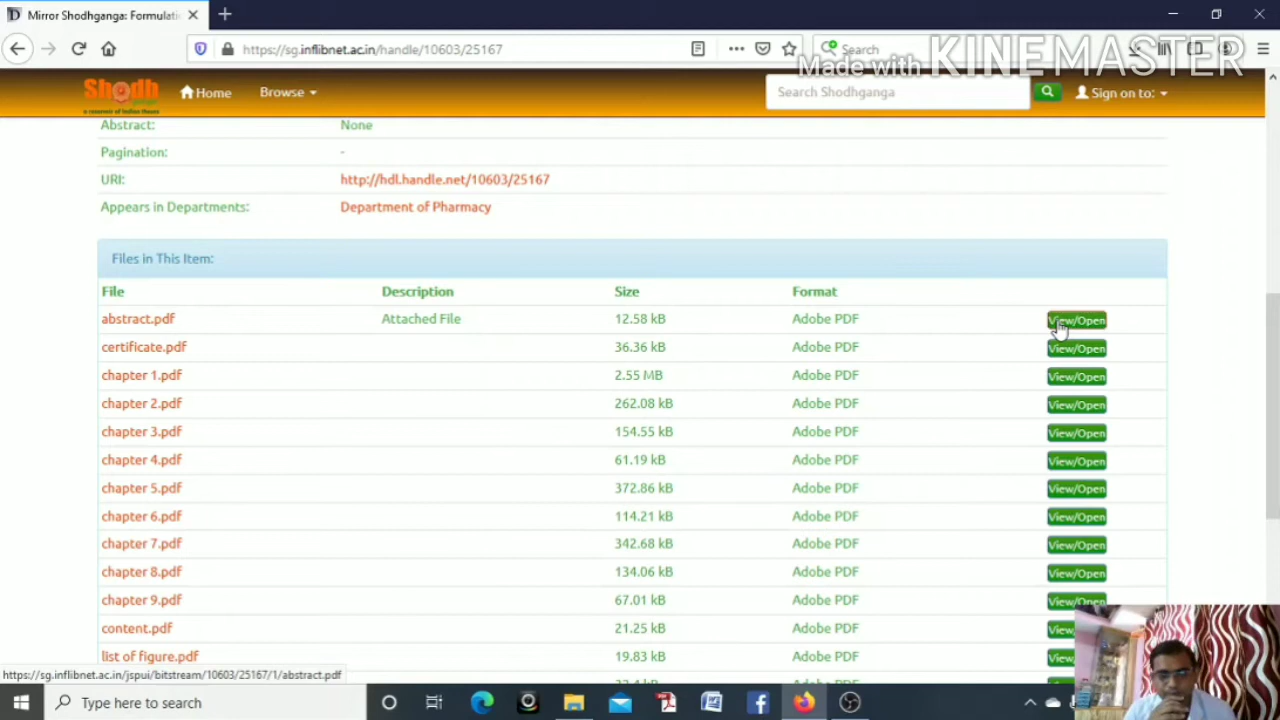 Mirror Shodhganga: Formulati
https://sg.inflibnet.ac.in/handle/10603/25167
Search
Made with KINEMASTER
Shodh
a reservoir of Indian theses
Home
Browse
Search Shodhganga
Sign on to:
Abstract: None
Pagination: -
URI: http://hdl.handle.net/10603/25167
Appears in Departments: Department of Pharmacy
Files in This Item:
File Description Size Format
abstract.pdf Attached File 12.58 kB Adobe PDF View/Open
certificate.pdf 36.36 kB Adobe PDF View/Open
chapter 1.pdf 2.55 MB Adobe PDF View/Open
chapter 2.pdf 262.08 kB Adobe PDF View/Open
chapter 3.pdf 154.55 kB Adobe PDF View/Open
chapter 4.pdf 61.19 kB Adobe PDF View/Open
chapter 5.pdf 372.86 kB Adobe PDF View/Open
chapter 6.pdf 114.21 kB Adobe PDF View/Open
chapter 7.pdf 342.68 kB Adobe PDF View/Open
chapter 8.pdf 134.06 kB Adobe PDF View/Open
chapter 9.pdf 67.01 kB Adobe PDF View/Open
content.pdf 21.25 kB Adobe PDF
list of figure.pdf 19.83 kB Adobe PDF
https://sg.inflibnet.ac.in/jspui/bitstream/10603/25167/1/abstract.pdf
Type here to search